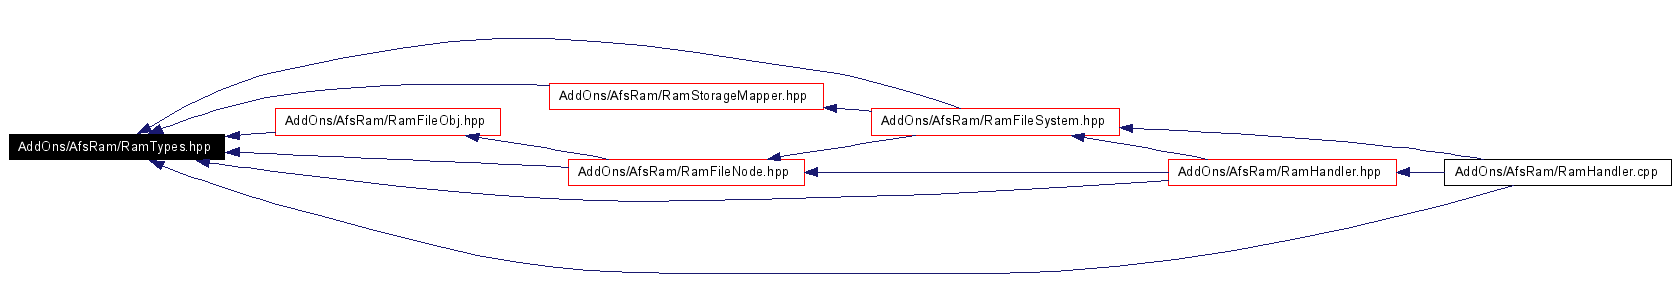 AddOns/AfsRam/RamStorageMapper.hpp
AddOns/AfsRam/RamFileObj.hpp
AddOns/AfsRam/RamFileSystem.hpp
AddOns/AfsRam/RamTypes.hpp
AddOns/AfsRam/RamFileNode.hpp
AddOns/AfsRam/RamHandler.hpp
AddOns/AfsRam/RamHandler.cpp